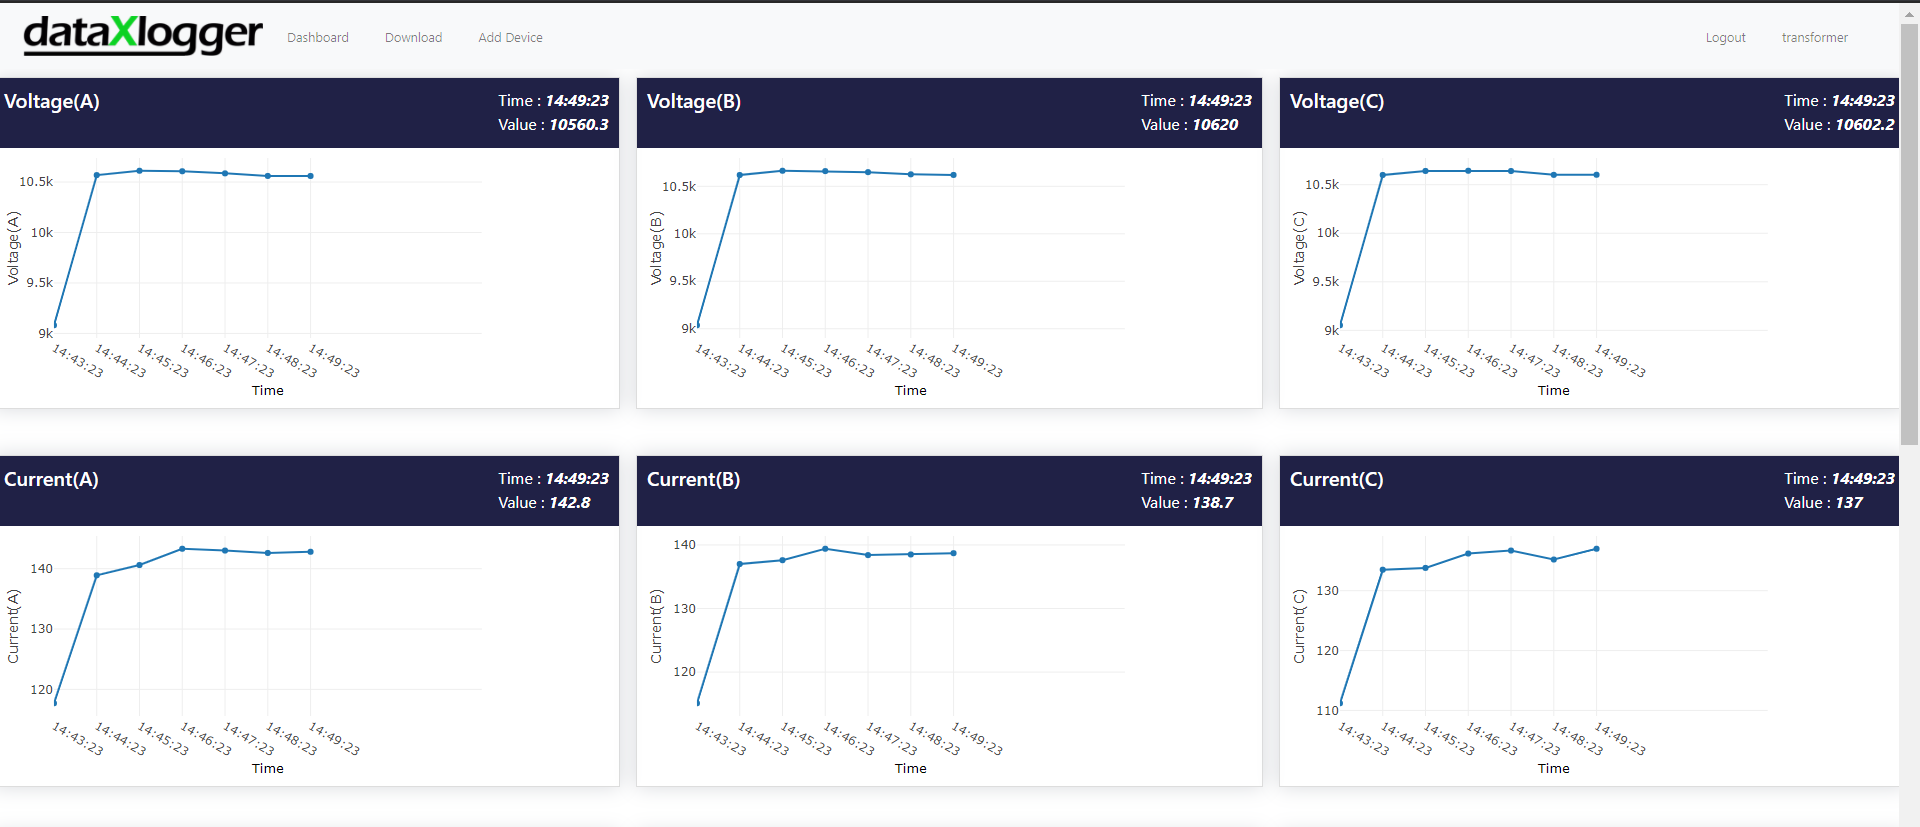 dataXlogger Dashboard Download Add Device Logout transformer
Voltage(A)
Time : 14:49:23
Value : 10560.3
10.5k
10k
9.5k
9k
Voltage(A)
14:43:23 14:44:23 14:45:23 14:46:23 14:47:23 14:48:23 14:49:23
Time
Voltage(B)
Time : 14:49:23
Value : 10620
10.5k
10k
9.5k
9k
Voltage(B)
14:43:23 14:44:23 14:45:23 14:46:23 14:47:23 14:48:23 14:49:23
Time
Voltage(C)
Time : 14:49:23
Value : 10602.2
10.5k
10k
9.5k
9k
Voltage(C)
14:43:23 14:44:23 14:45:23 14:46:23 14:47:23 14:48:23 14:49:23
Time
Current(A)
Time : 14:49:23
Value : 142.8
140
130
120
Current(A)
14:43:23 14:44:23 14:45:23 14:46:23 14:47:23 14:48:23 14:49:23
Time
Current(B)
Time : 14:49:23
Value : 138.7
140
130
120
Current(B)
14:43:23 14:44:23 14:45:23 14:46:23 14:47:23 14:48:23 14:49:23
Time
Current(C)
Time : 14:49:23
Value : 137
130
120
110
Current(C)
14:43:23 14:44:23 14:45:23 14:46:23 14:47:23 14:48:23 14:49:23
Time